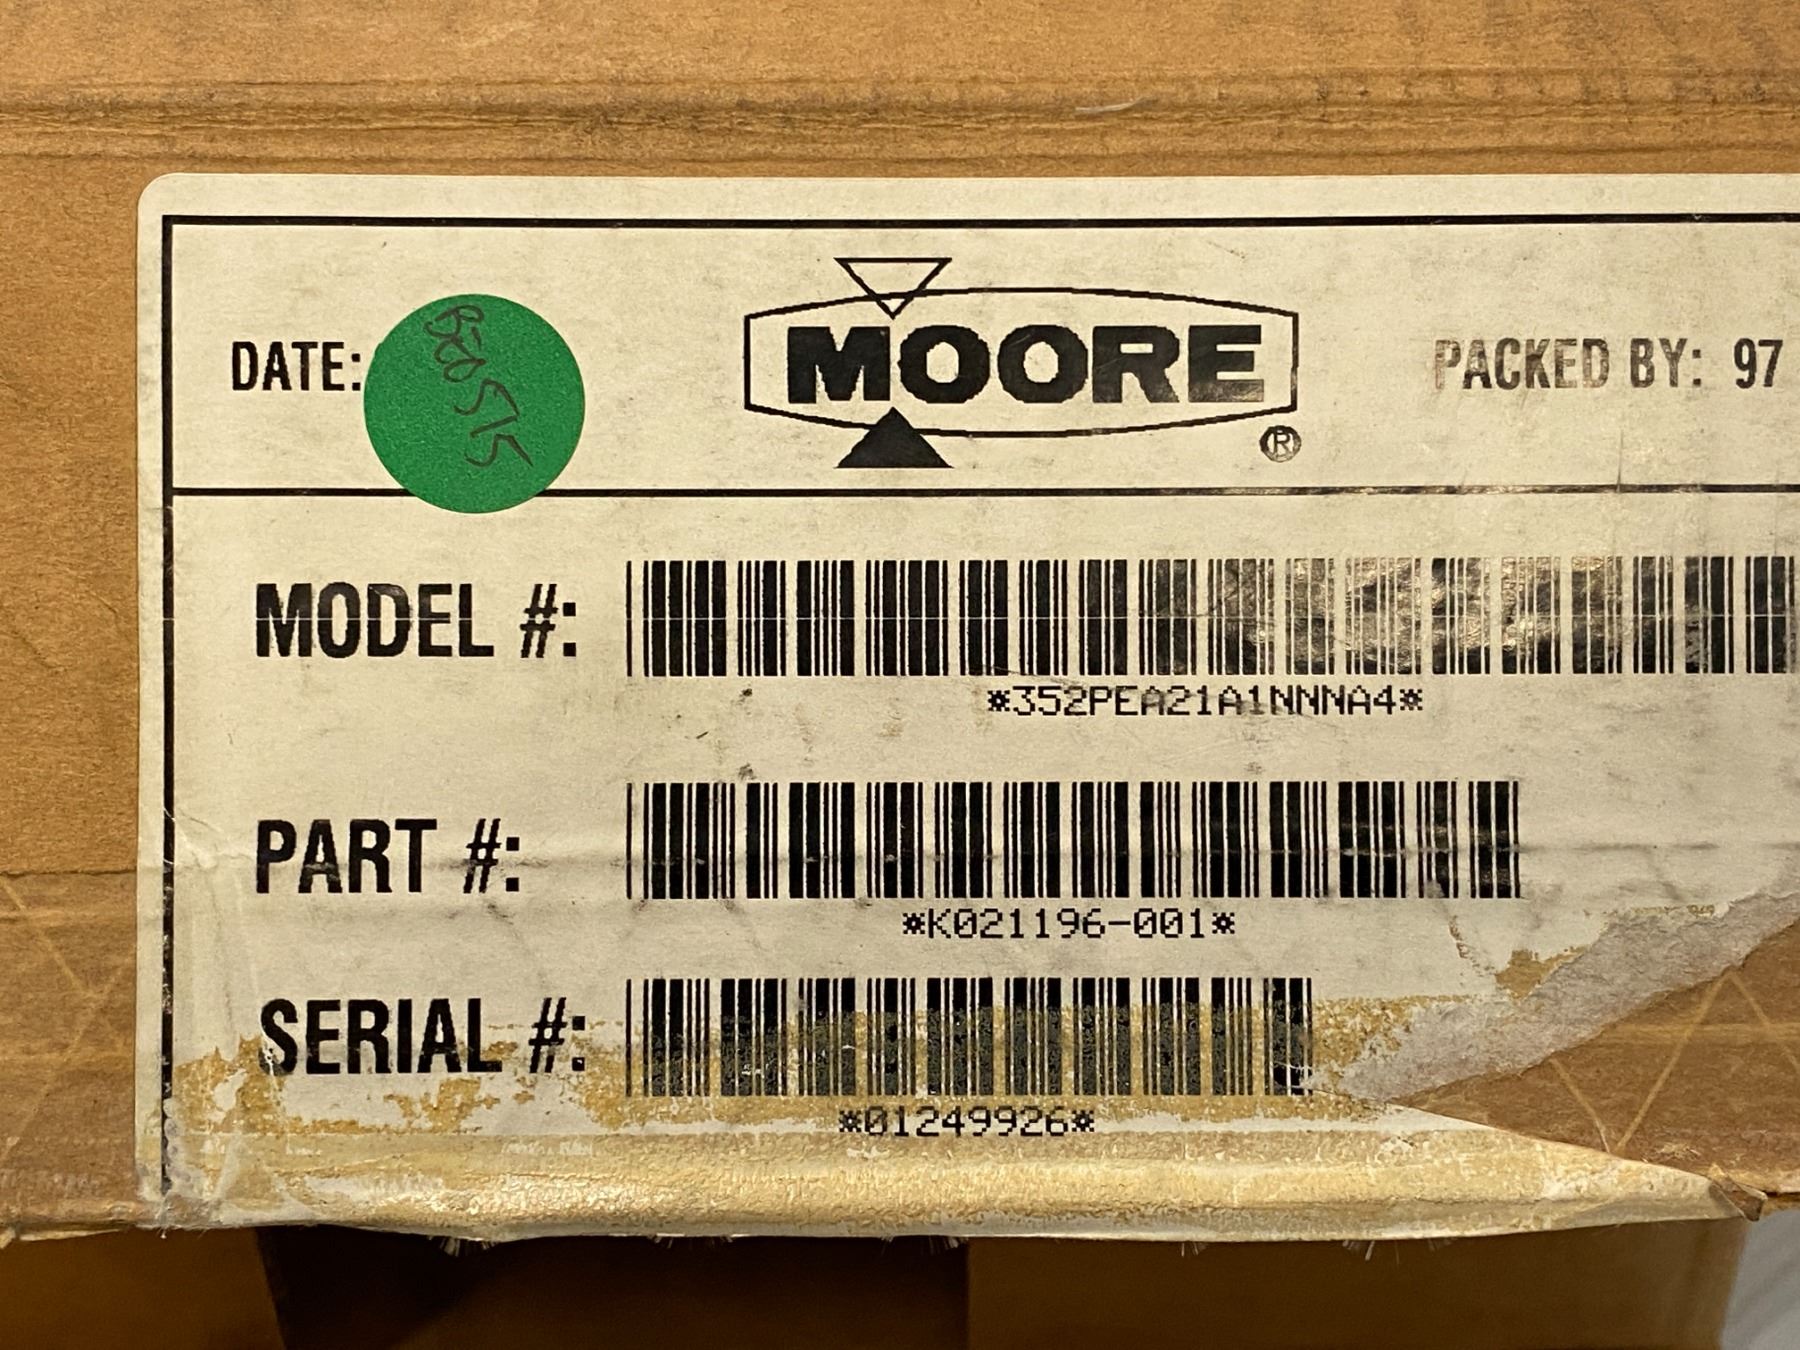 DATE:
MOORE
®
PACKED BY: 97
MODEL #:
*352PEA21A1NNNA4*
PART #:
*K021196-001*
SERIAL #:
*01249926*